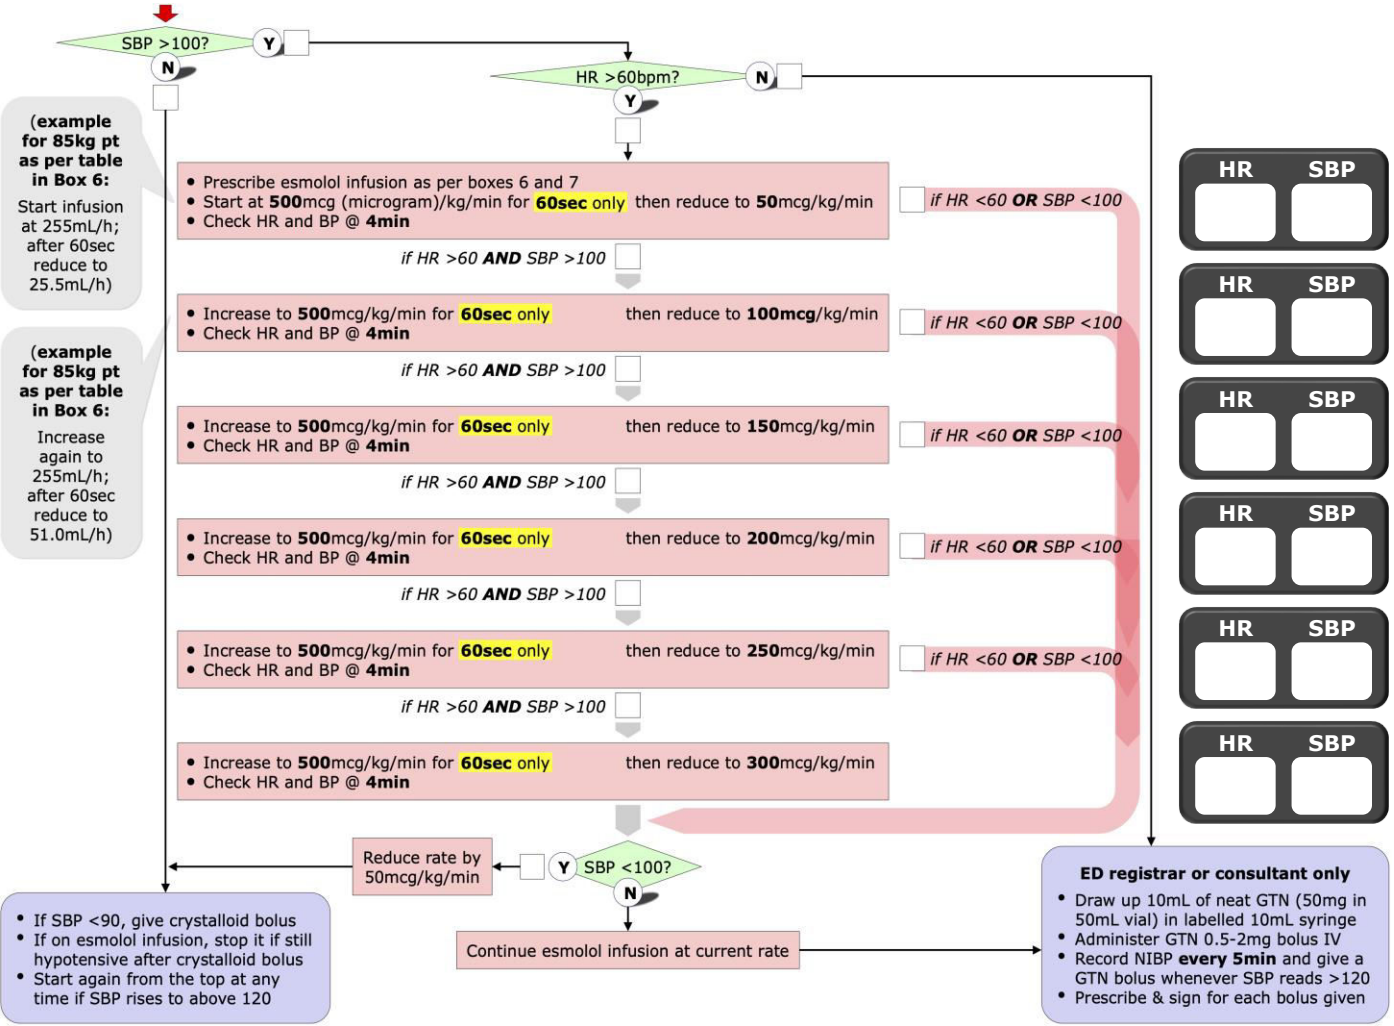 SBP >100?
Y
N
HR >60bpm?
N
Y
(example
for 85kg pt
as per table
in Box 6:
Start infusion
at 255mL/h;
after 60sec
reduce to
25.5mL/h)
• Prescribe esmolol infusion as per boxes 6 and 7
• Start at 500mcg (microgram)/kg/min for 60sec only then reduce to 50mcg/kg/min
• Check HR and BP @ 4min
if HR <60 OR SBP <100
HR SBP
if HR >60 AND SBP >100
• Increase to 500mcg/kg/min for 60sec only then reduce to 100mcg/kg/min
• Check HR and BP @ 4min
if HR <60 OR SBP <100
HR SBP
(example
for 85kg pt
as per table
in Box 6:
Increase
again to
255mL/h;
after 60sec
reduce to
51.0mL/h)
if HR >60 AND SBP >100
• Increase to 500mcg/kg/min for 60sec only then reduce to 150mcg/kg/min
• Check HR and BP @ 4min
if HR <60 OR SBP <100
HR SBP
if HR >60 AND SBP >100
• Increase to 500mcg/kg/min for 60sec only then reduce to 200mcg/kg/min
• Check HR and BP @ 4min
if HR <60 OR SBP <100
HR SBP
if HR >60 AND SBP >100
• Increase to 500mcg/kg/min for 60sec only then reduce to 250mcg/kg/min
• Check HR and BP @ 4min
if HR <60 OR SBP <100
HR SBP
if HR >60 AND SBP >100
• Increase to 500mcg/kg/min for 60sec only then reduce to 300mcg/kg/min
• Check HR and BP @ 4min
HR SBP
SBP <100?
Y
N
Reduce rate by
50mcg/kg/min
Continue esmolol infusion at current rate
• If SBP <90, give crystalloid bolus
• If on esmolol infusion, stop it if still
hypotensive after crystalloid bolus
• Start again from the top at any
time if SBP rises to above 120
ED registrar or consultant only
• Draw up 10mL of neat GTN (50mg in
50mL vial) in labelled 10mL syringe
• Administer GTN 0.5-2mg bolus IV
• Record NIBP every 5min and give a
GTN bolus whenever SBP reads >120
• Prescribe & sign for each bolus given